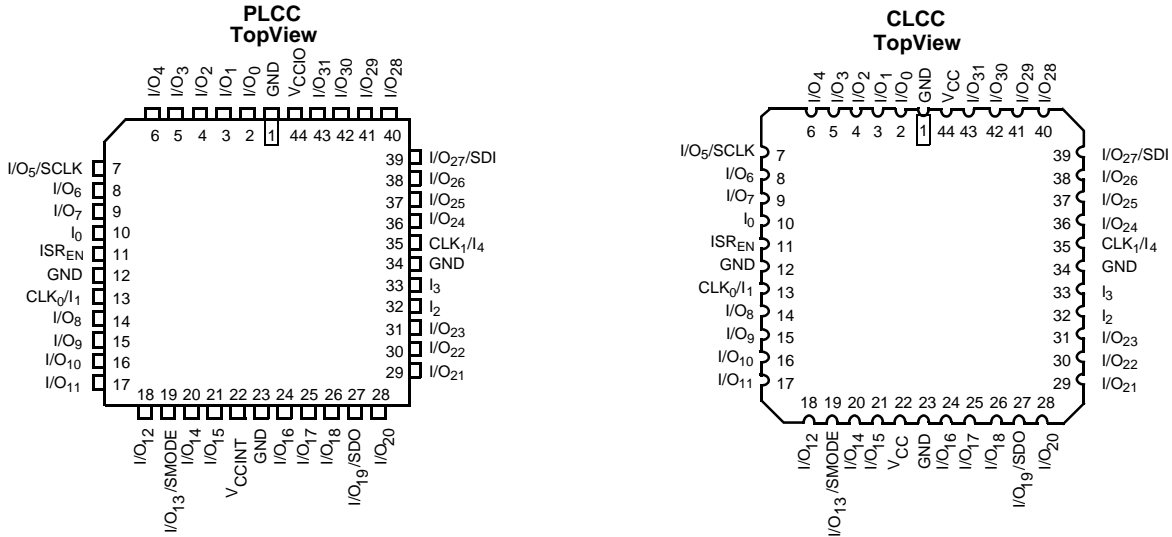 PLCC
TopView
I/O4
I/O3
I/O2
I/O1
I/O0
GND
VCCIO
I/O31
I/O30
I/O29
I/O28
6 5 4 3 2 1 44 43 42 41 40
I/O5/SCLK 7
I/O6 8
I/O7 9
I0 10
ISREN 11
GND 12
CLK0/I1 13
I/O8 14
I/O9 15
I/O10 16
I/O11 17
39 I/O27/SDI
38 I/O26
37 I/O25
36 I/O24
35 CLK1/I4
34 GND
33 I3
32 I2
31 I/O23
30 I/O22
29 I/O21
18 19 20 21 22 23 24 25 26 27 28
I/O12
I/O13/SMODE
I/O14
I/O15
VCCINT
GND
I/O16
I/O17
I/O18
I/O19/SDO
I/O20
CLCC
TopView
I/O4
I/O3
I/O2
I/O1
I/O0
GND
VCC
I/O31
I/O30
I/O29
I/O28
6 5 4 3 2 1 44 43 42 41 40
I/O5/SCLK 7
I/O6 8
I/O7 9
I0 10
ISREN 11
GND 12
CLK0/I1 13
I/O8 14
I/O9 15
I/O10 16
I/O11 17
39 I/O27/SDI
38 I/O26
37 I/O25
36 I/O24
35 CLK1/I4
34 GND
33 I3
32 I2
31 I/O23
30 I/O22
29 I/O21
18 19 20 21 22 23 24 25 26 27 28
I/O12
I/O13/SMODE
I/O14
I/O15
VCC
GND
I/O16
I/O17
I/O18
I/O19/SDO
I/O20